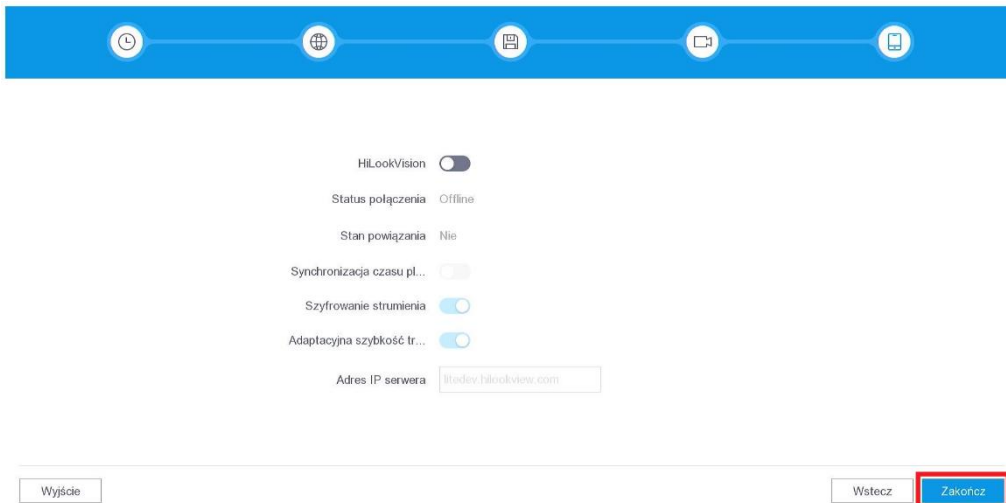 HiLookVision
Status połączenia Offline
Stan powiązania Nie
Synchronizacja czasu pl...
Szyfrowanie strumienia
Adaptacyjna szybkość tr...
Adres IP serwera litedev.hilookview.com
Wyjście Wstecz Zakończ